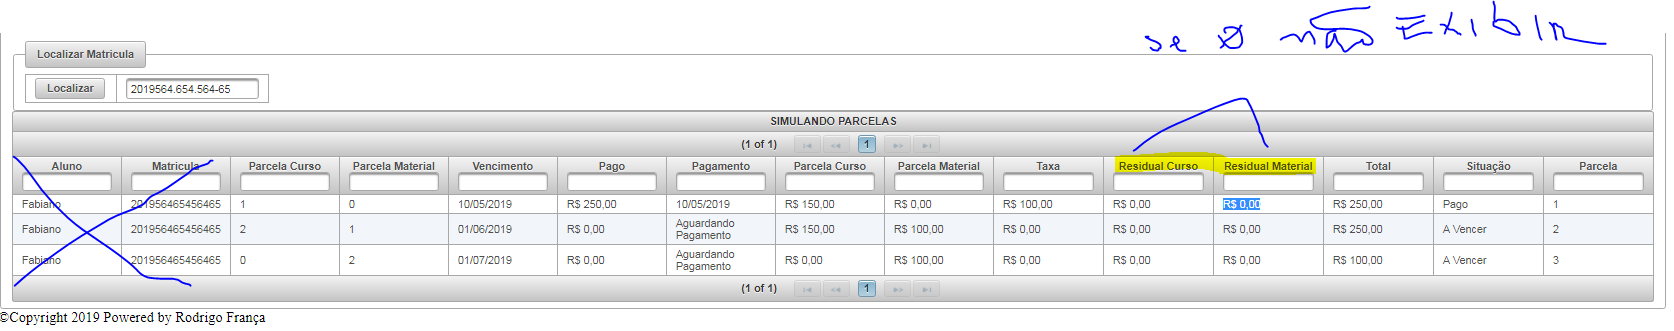 se 0 não Exibir
Localizar Matricula
Localizar 2019564.654.564-65
SIMULANDO PARCELAS
(1 of 1) 1
Aluno Matricula Parcela Curso Parcela Material Vencimento Pago Pagamento Parcela Curso Parcela Material Taxa Residual Curso Residual Material Total Situação Parcela
Fabiano 201956465456465 1 0 10/05/2019 R$ 250,00 10/05/2019 R$ 150,00 R$ 0,00 R$ 100,00 R$ 0,00 R$ 0,00 R$ 250,00 Pago 1
Fabiano 201956465456465 2 1 01/06/2019 R$ 0,00 Aguardando Pagamento R$ 150,00 R$ 100,00 R$ 0,00 R$ 0,00 R$ 0,00 R$ 250,00 A Vencer 2
Fabiano 201956465456465 0 2 01/07/2019 R$ 0,00 Aguardando Pagamento R$ 0,00 R$ 100,00 R$ 0,00 R$ 0,00 R$ 0,00 R$ 100,00 A Vencer 3
(1 of 1) 1
©Copyright 2019 Powered by Rodrigo França